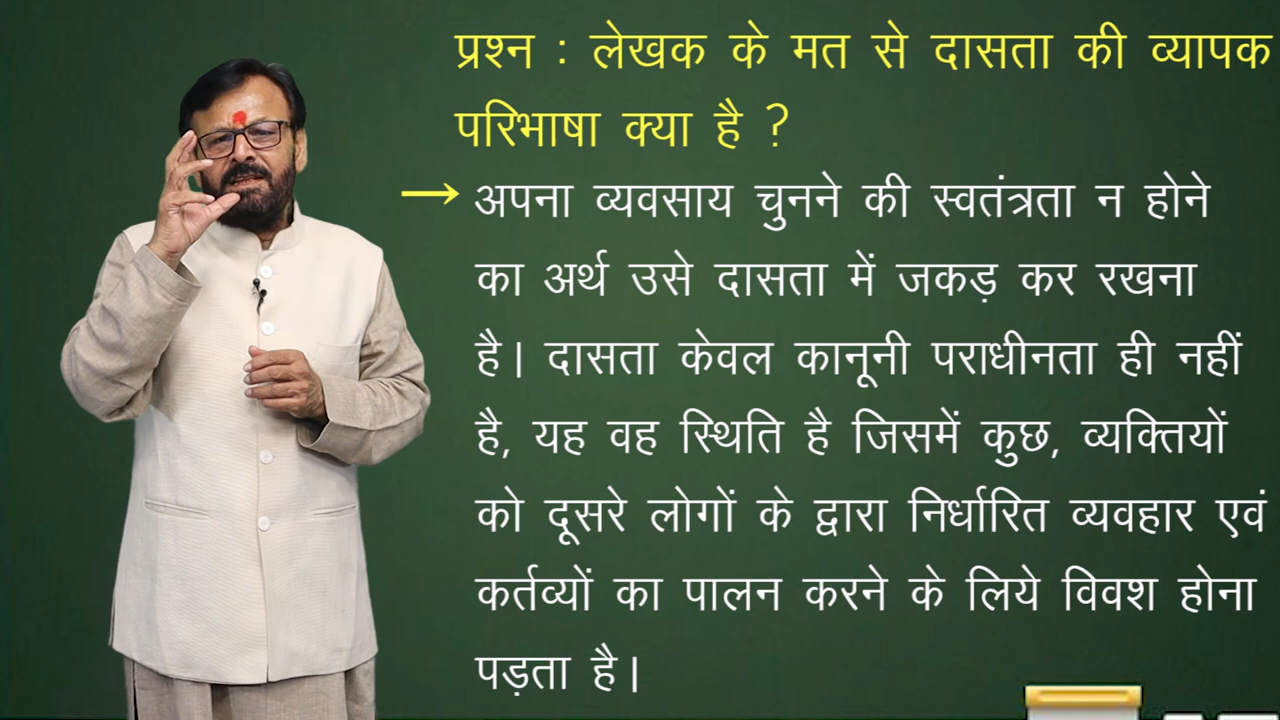 प्रश्न : लेखक के मत से दासता की व्यापक
परिभाषा क्या है ?
→ अपना व्यवसाय चुनने की स्वतंत्रता न होने
का अर्थ उसे दासता में जकड़ कर रखना
है। दासता केवल कानूनी पराधीनता ही नहीं
है, यह वह स्थिति है जिसमें कुछ, व्यक्तियों
को दूसरे लोगों के द्वारा निर्धारित व्यवहार एवं
कर्तव्यों का पालन करने के लिये विवश होना
पड़ता है।